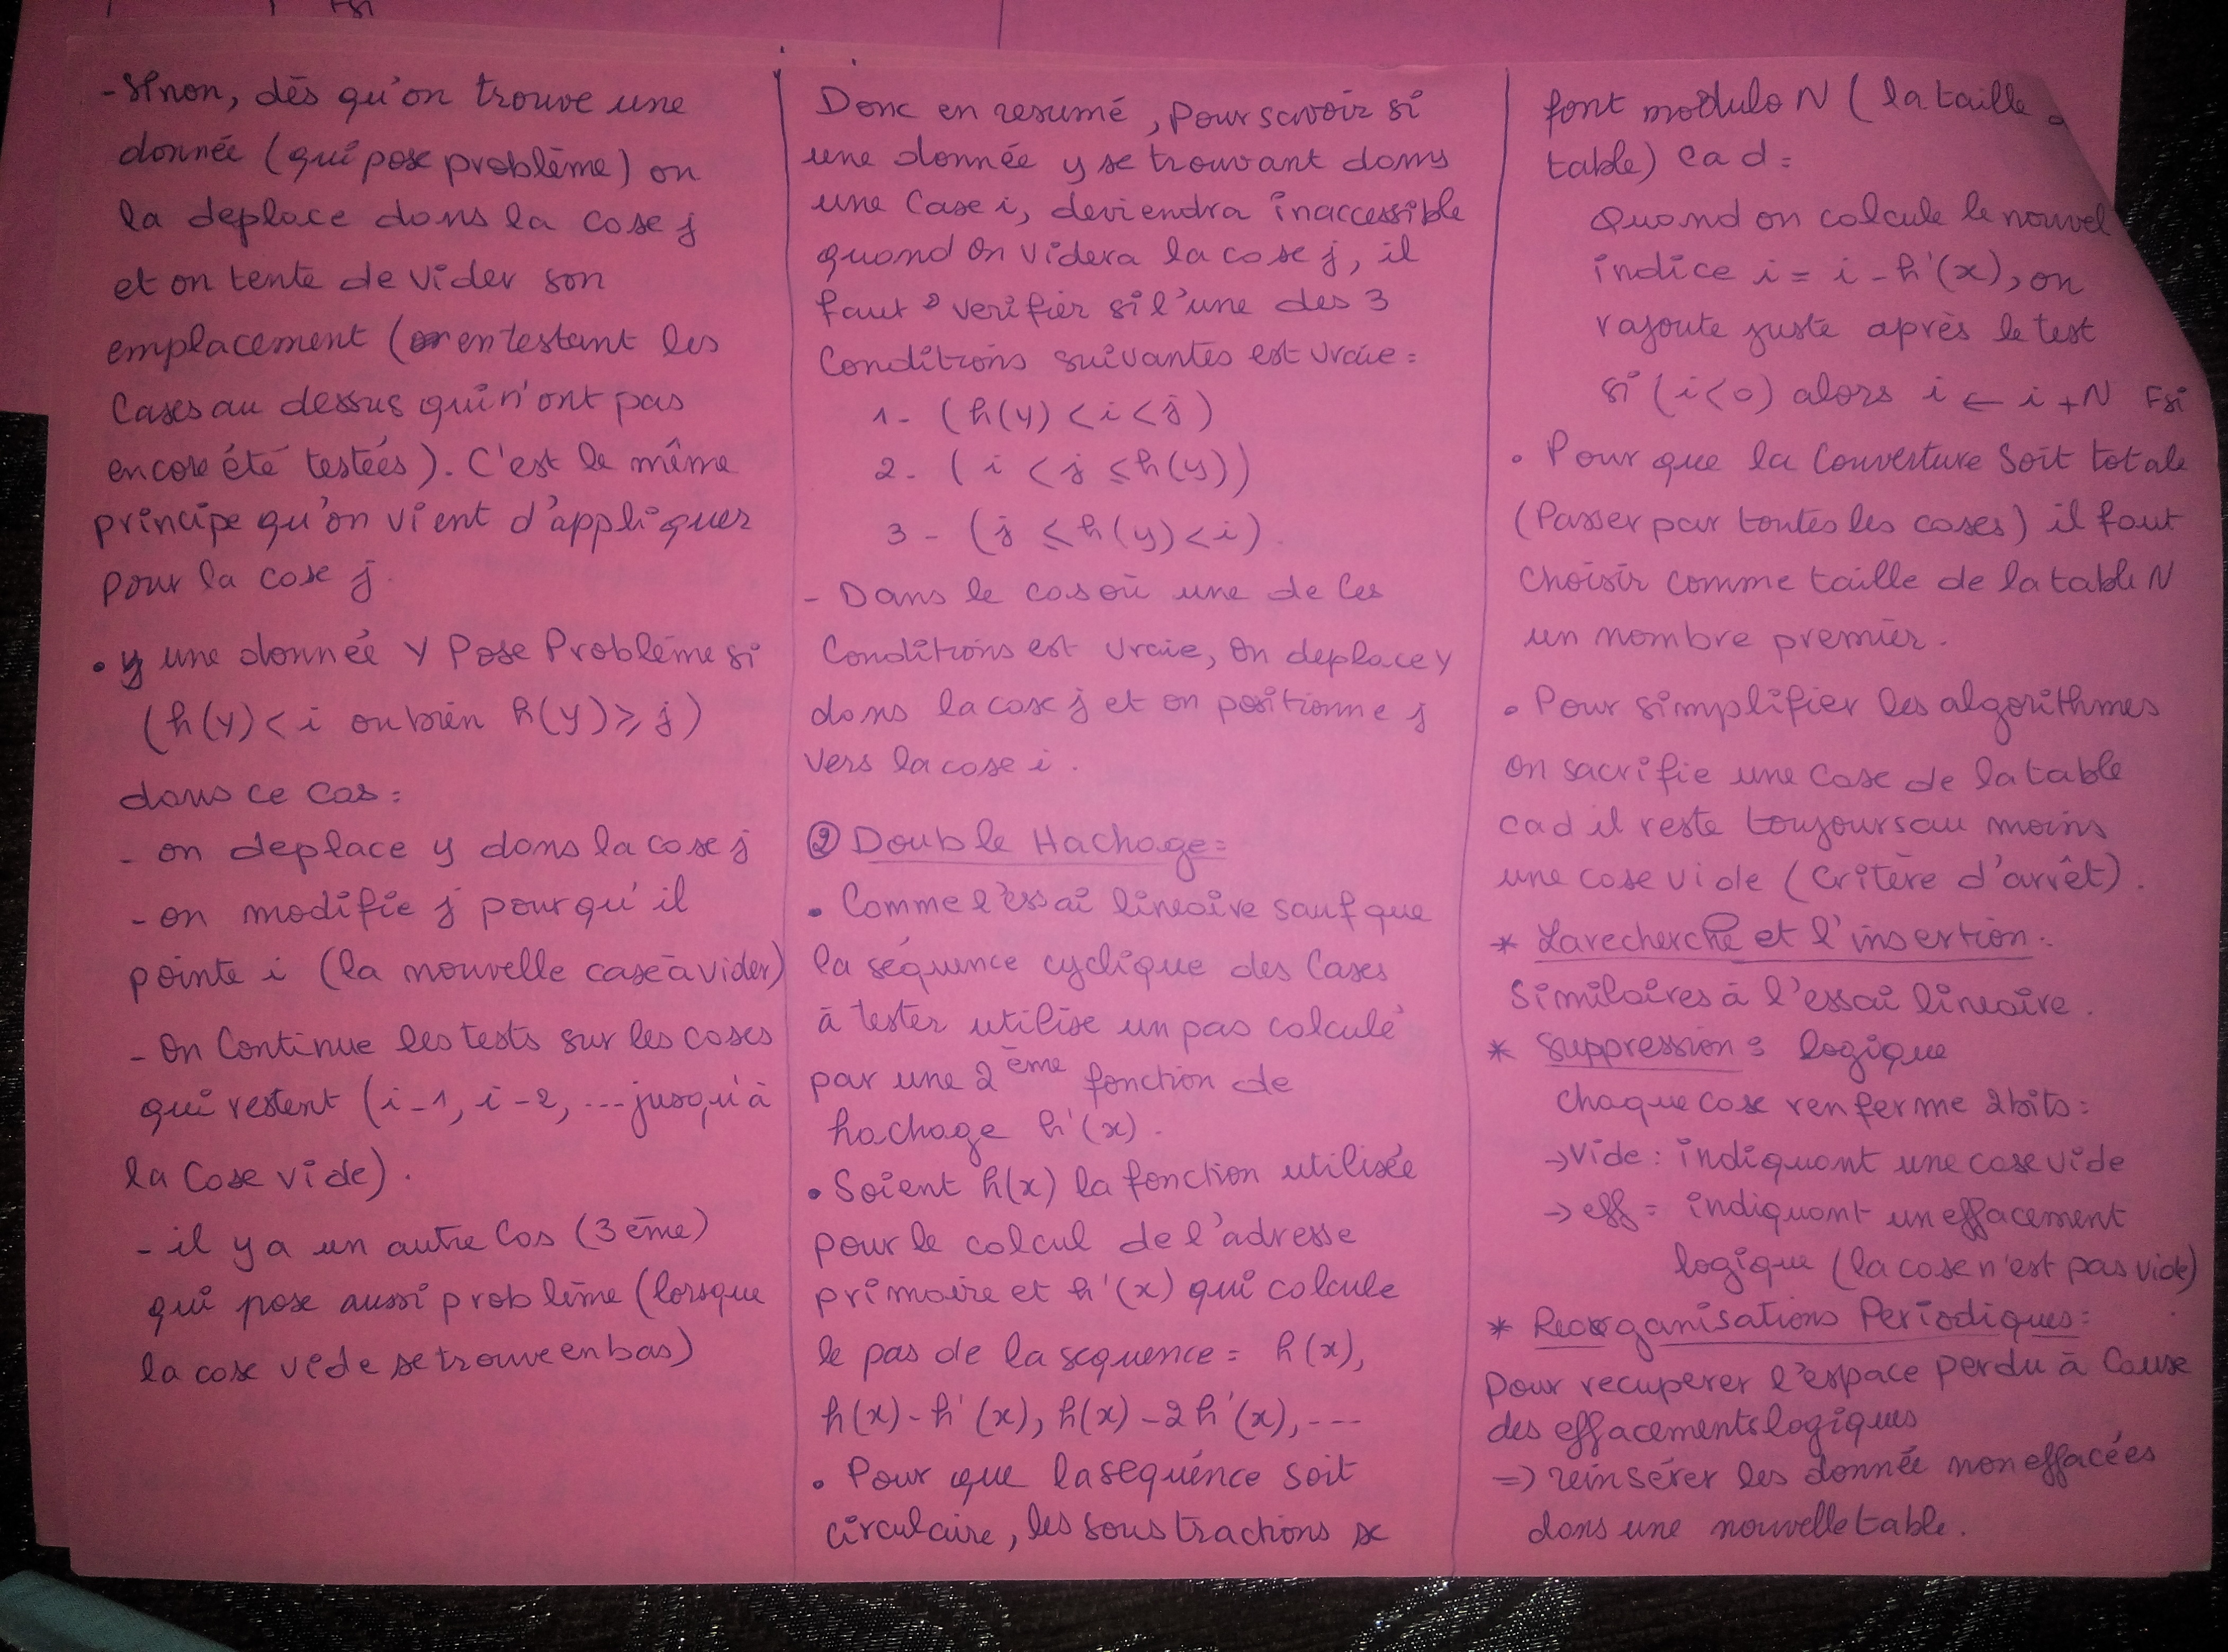 Fsi
- Sinon, dès qu'on trouve une
donnée (qui pose problème) on
la deplace dans la case j
et on tente de vider son
emplacement (en testant les
Cases au dessus qui n'ont pas
encore été testées). C'est le même
principe qu'on vient d'appliquer
pour la case j.
• y une donnée y Pose Problème si
(h(y) < i ou bien h(y) ⩾ j)
dans ce cas :
- on deplace y dans la case j
- on modifie j pour qu'il
pointe i (la nouvelle case à vider)
- On Continue les tests sur les cases
qui restent (i-1, i-2, ... jusqu'à
la Case vide).
- il y a un autre Cas (3ème)
qui pose aussi problème (lorsque
la case vide se trouve en bas)
Donc en resumé, Pour savoir si
une donnée y se trouvant dans
une Case i, deviendra inaccessible
quand on videra la case j, il
faut verifier si l'une des 3
Conditions suivantes est vraie :
1- (h(y) < i < j)
2- (i < j ⩽ h(y))
3- (j ⩽ h(y) < i).
- Dans le cas où une de Ces
Conditions est vraie, on deplace y
dans la case j et on positionne j
vers la case i.
② Double Hachage :
• Comme l'essai lineaire sauf que
la séquence cyclique des Cases
à tester utilise un pas calculé
par une 2ème fonction de
hachage h'(x).
• Soient h(x) la fonction utilisée
pour le calcul de l'adresse
primaire et h'(x) qui calcule
le pas de la sequence : h(x),
h(x)-h'(x), h(x)-2h'(x), ...
• Pour que la sequénce soit
circulaire, les soustractions se
font modulo N (la taille
table) Cad :
Quand on calcule le nouvel
indice i = i - h'(x), on
rajoute juste après le test
si (i<0) alors i ← i+N Fsi
• Pour que la Couverture Soit totale
(Passer par toutes les cases) il faut
Choisir comme taille de la table N
un nombre premier.
• Pour simplifier les algorithmes
on sacrifie une Case de la table
cad il reste toujours au moins
une case vide (Critère d'arrêt).
* La recherche et l'insertion :
Similaires à l'essai lineaire.
* Suppression : logique
chaque case renferme 2 bits :
→ Vide : indiquant une case vide
→ eff : indiquant un effacement
logique (la case n'est pas vide)
* Reorganisations Periodiques :
Pour recuperer l'espace perdu à Cause
des effacements logiques
=> réinsérer les donnée non effacées
dans une nouvelle table.